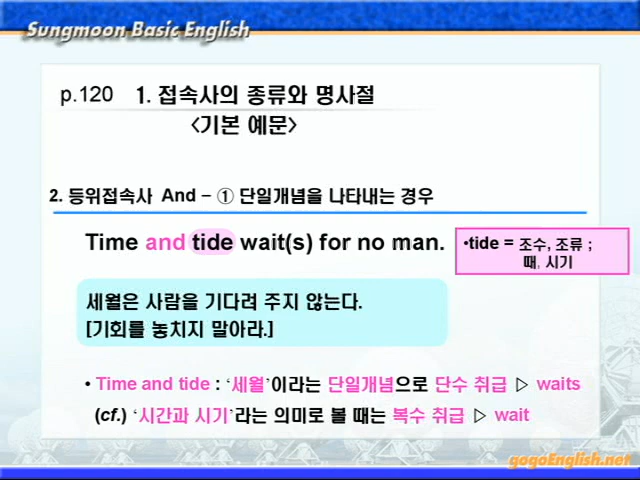 Sungmoon Basic English
p.120 1. 접속사의 종류와 명사절
<기본 예문>
2. 등위접속사 And – ① 단일개념을 나타내는 경우
Time and tide wait(s) for no man.
•tide = 조수, 조류 ;
때, 시기
세월은 사람을 기다려 주지 않는다.
[기회를 놓치지 말아라.]
• Time and tide : ‘세월’이라는 단일개념으로 단수 취급 ▷ waits
(cf.) ‘시간과 시기’라는 의미로 볼 때는 복수 취급 ▷ wait
gogoEnglish.net